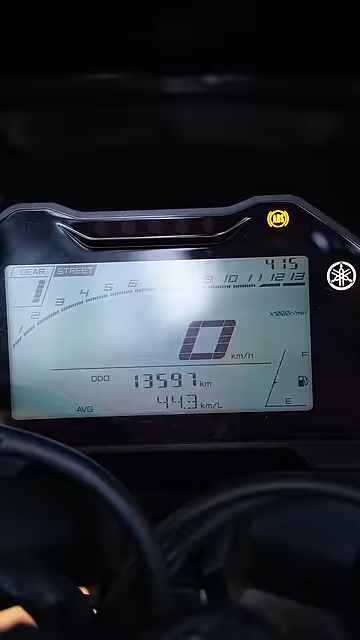 ABS
GEAR STREET 4:15
1
1 2 3 4 5 6 9 10 11 12 13
x1000r/min
0 km/h
F
ODO 13597 km
AVG 44.3 km/L
E